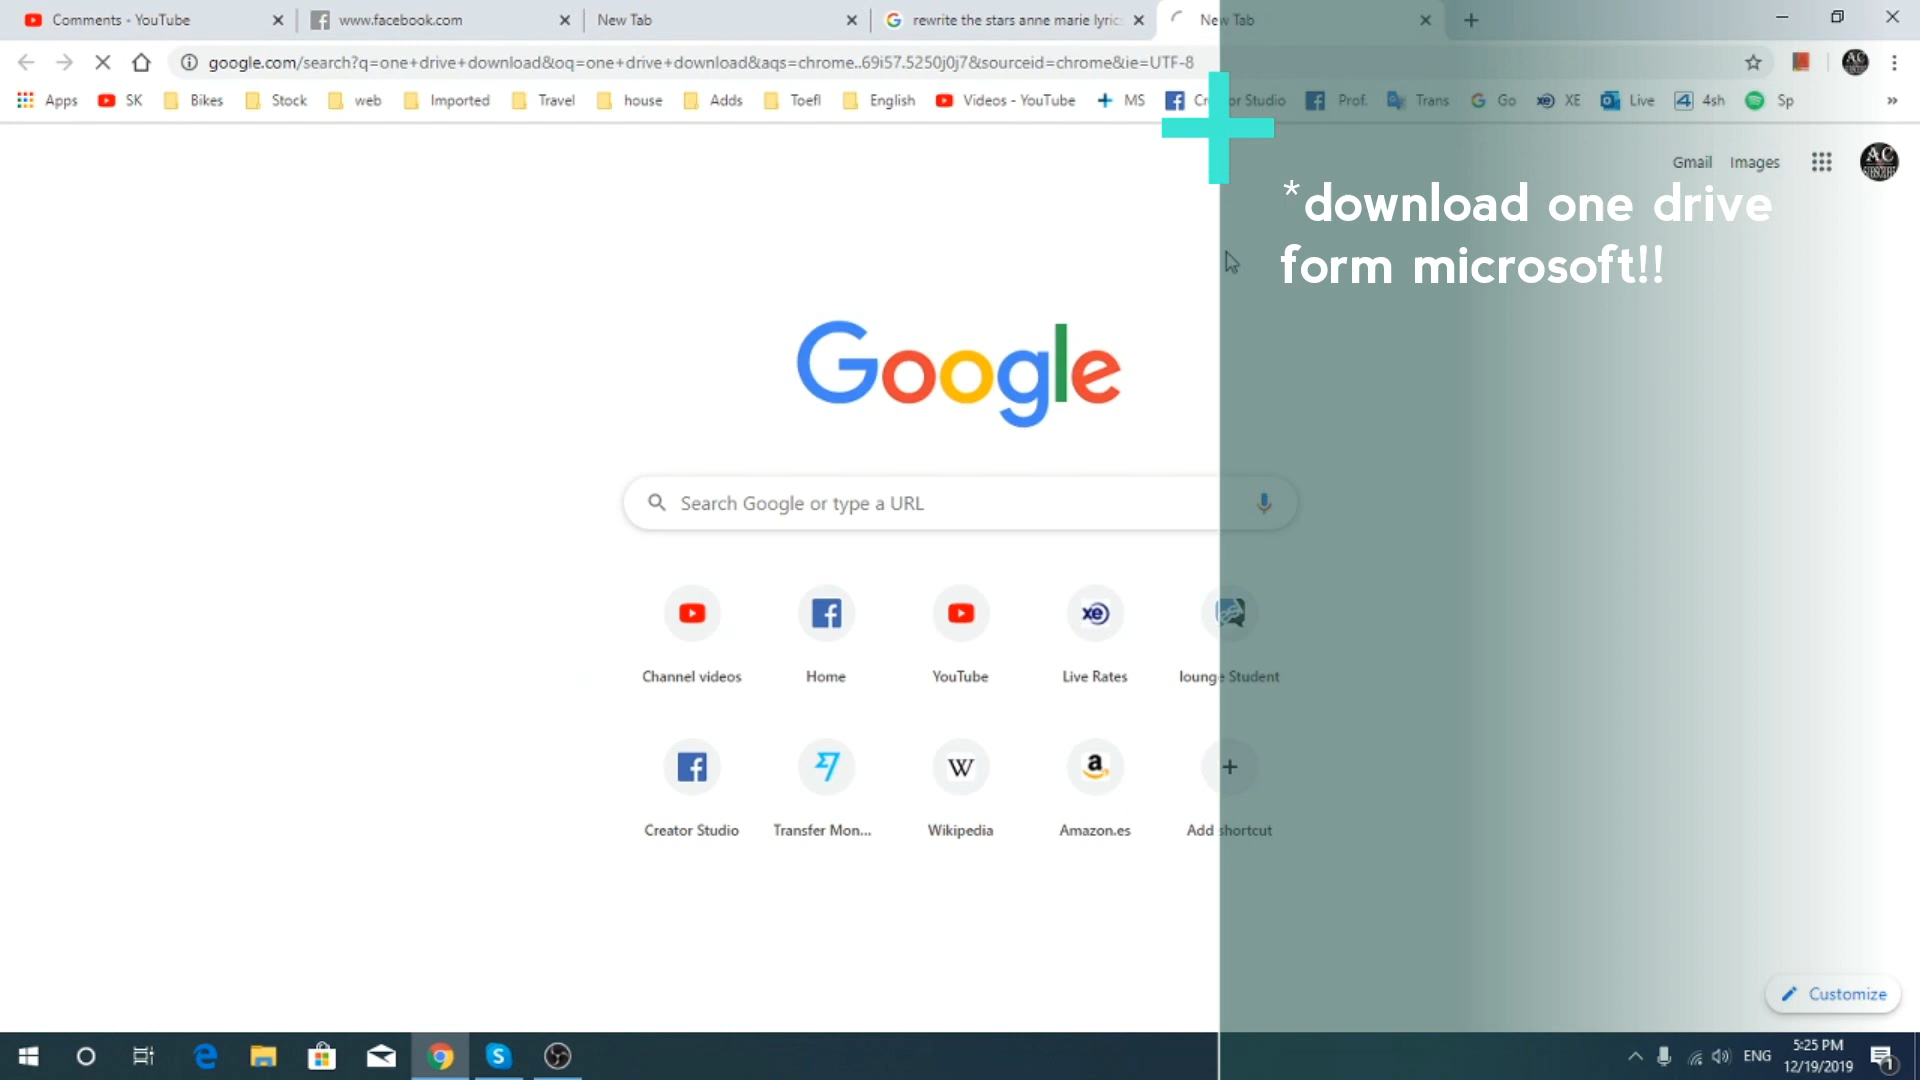 Comments - YouTube
www.facebook.com
New Tab
rewrite the stars anne marie lyric
New Tab
google.com/search?q=one+drive+download&oq=one+drive+download&aqs=chrome..69i57.5250j0j7&sourceid=chrome&ie=UTF-8
Apps SK Bikes Stock web Imported Travel house Adds Toefl English Videos - YouTube MS Creator Studio Prof. Trans Go XE Live 4sh Sp
Gmail Images
*download one drive
form microsoft!!
Google
Search Google or type a URL
Channel videos Home YouTube Live Rates lounge Student
Creator Studio Transfer Mon... Wikipedia Amazon.es Add shortcut
Customize
ENG
5:25 PM
12/19/2019
1